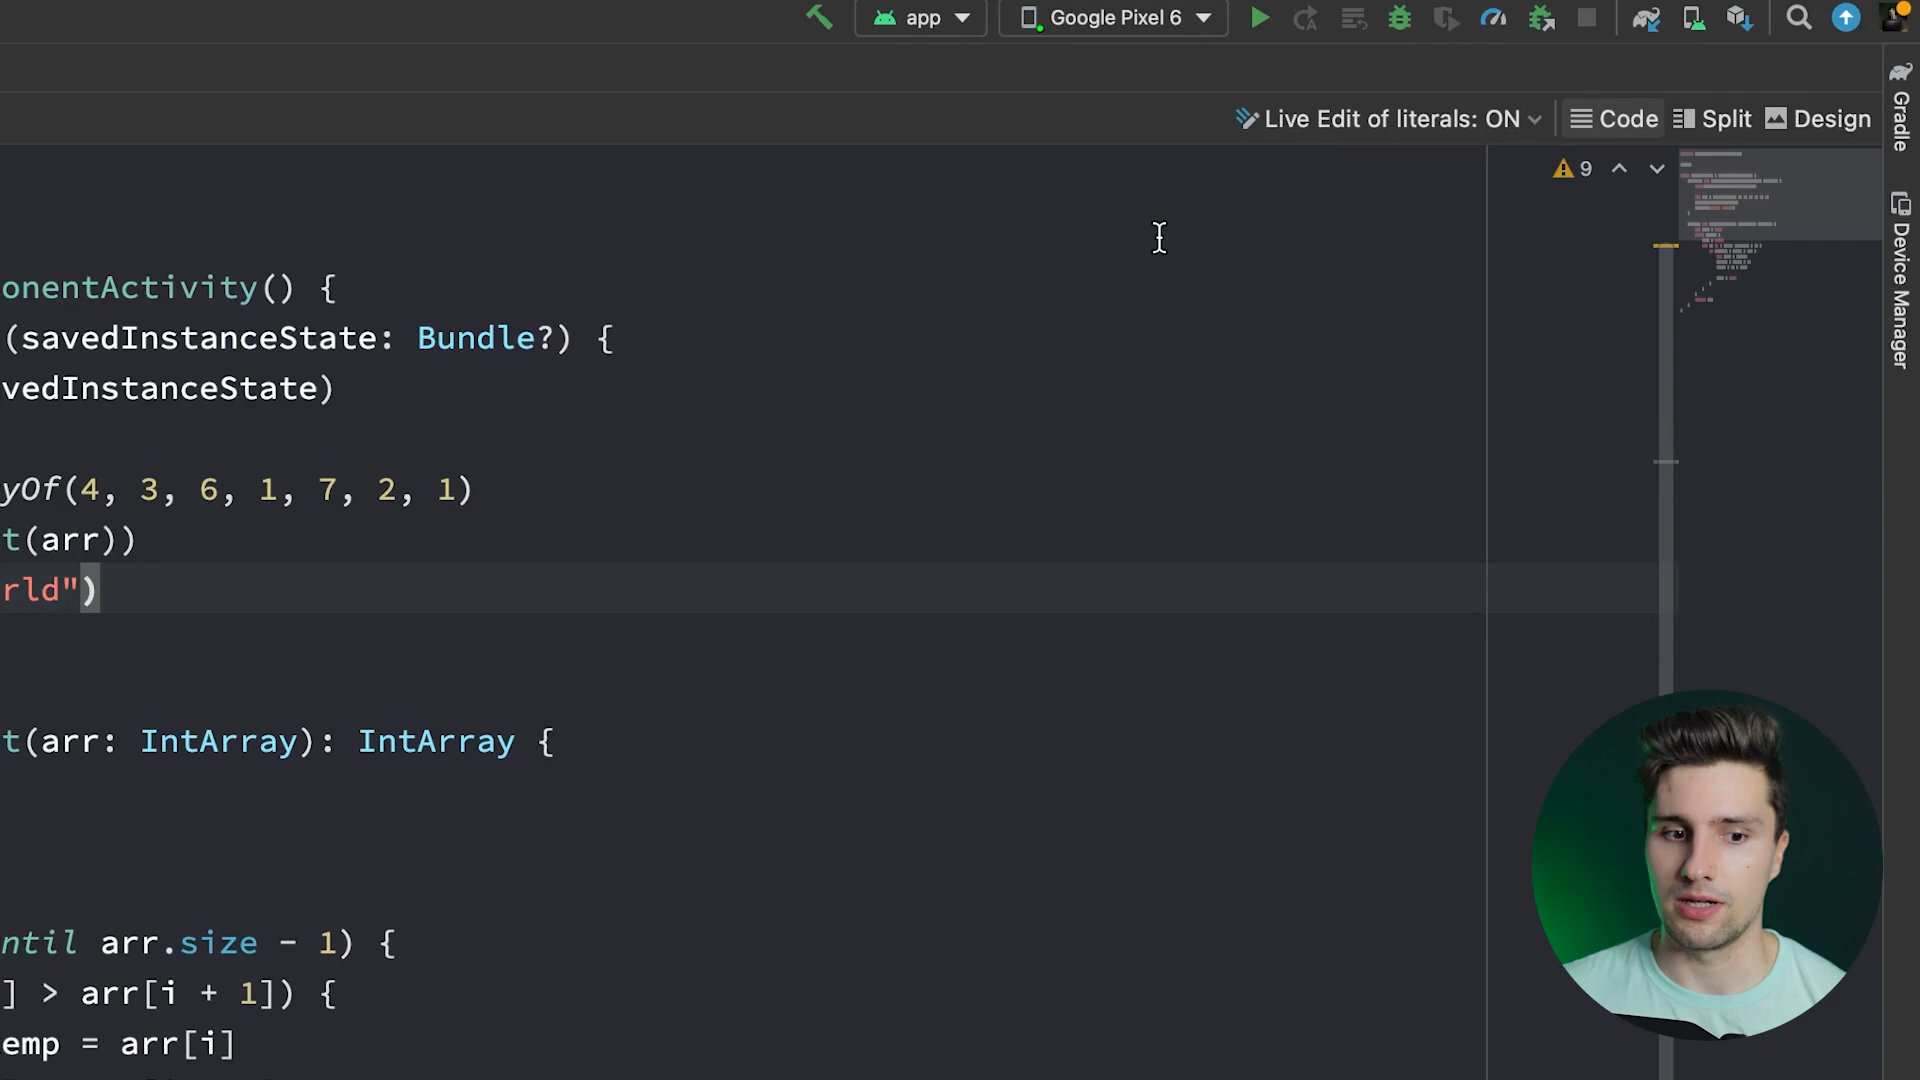 app
Google Pixel 6
Live Edit of literals: ON
Code
Split
Design
Gradle
Device Manager
9
onentActivity() {
(savedInstanceState: Bundle?) {
vedInstanceState)
yOf(4, 3, 6, 1, 7, 2, 1)
t(arr))
rld")
t(arr: IntArray): IntArray {
ntil arr.size - 1) {
] > arr[i + 1]) {
emp = arr[i]